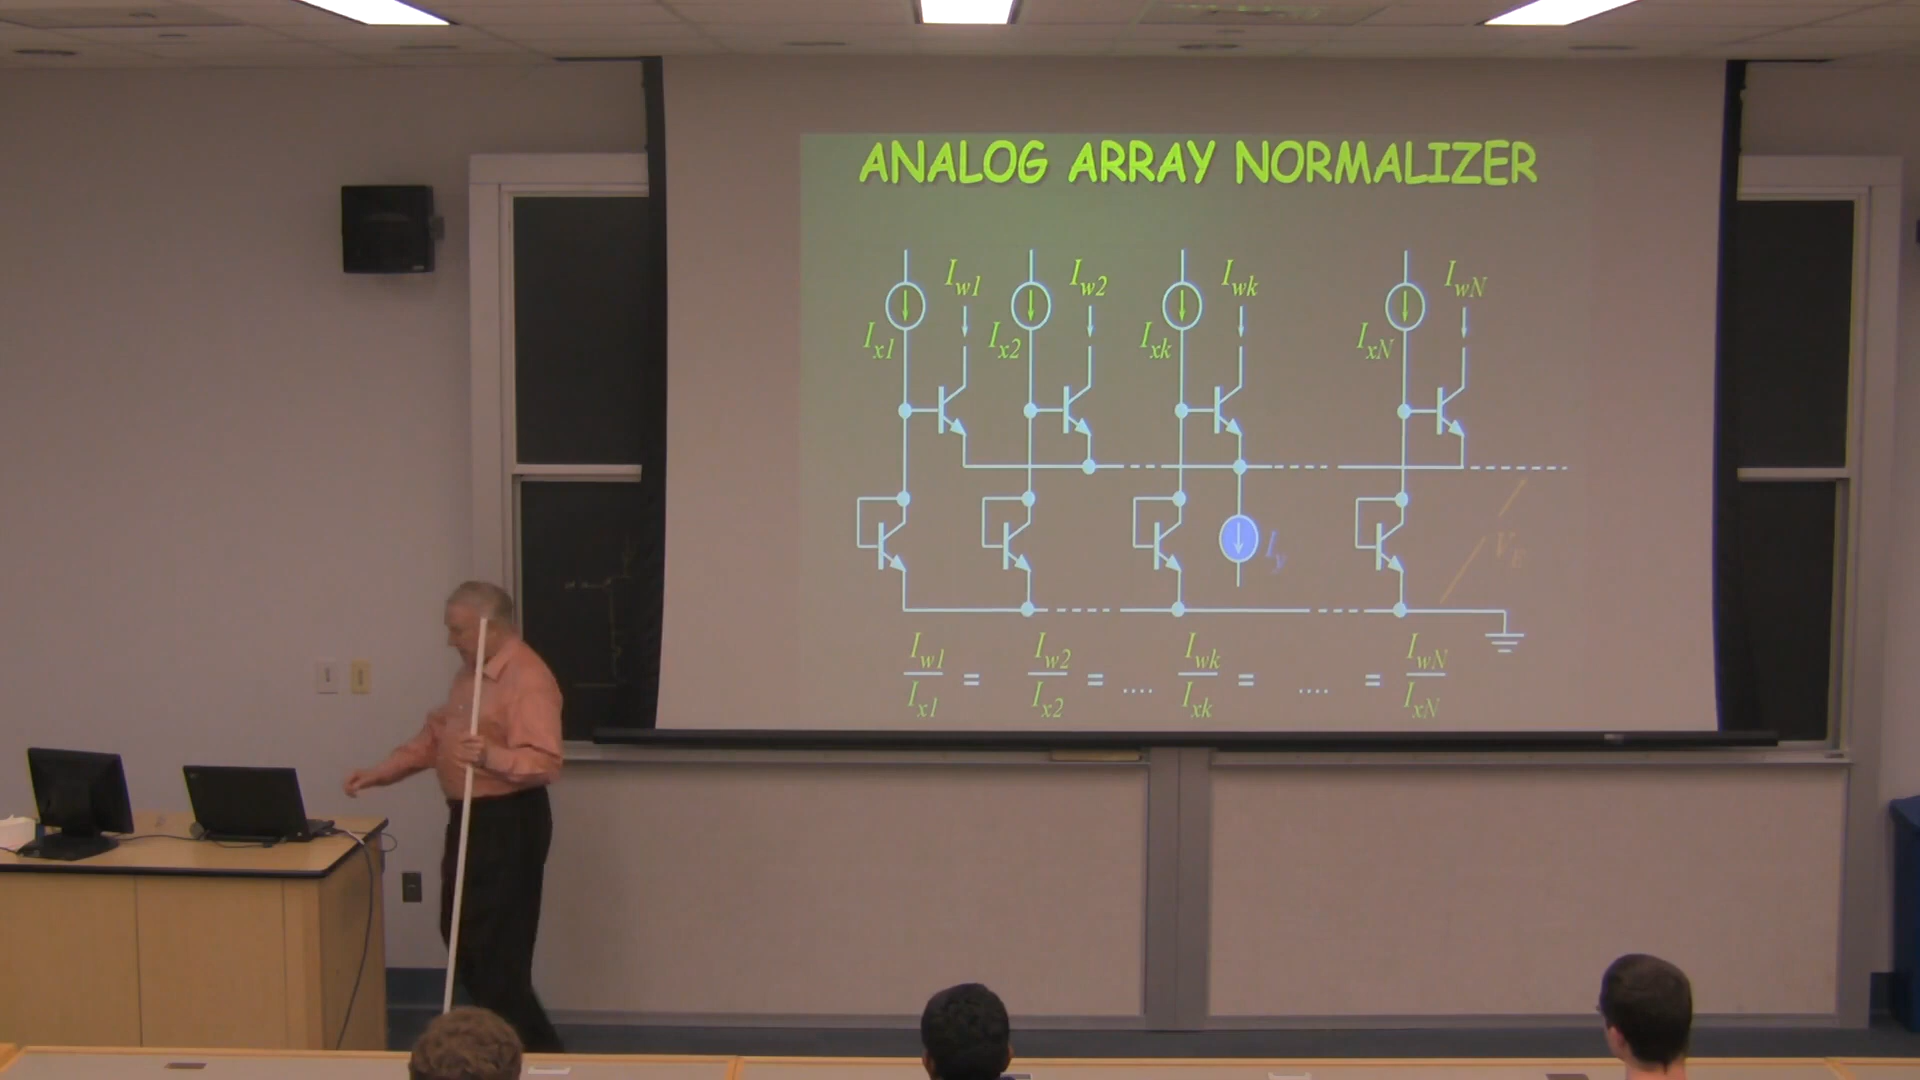 ANALOG ARRAY NORMALIZER
Iw1 Iw2 Iwk IwN
Ix1 Ix2 Ixk IxN
Iy VE
Iw1/Ix1 = Iw2/Ix2 = .... Iwk/Ixk = .... = IwN/IxN